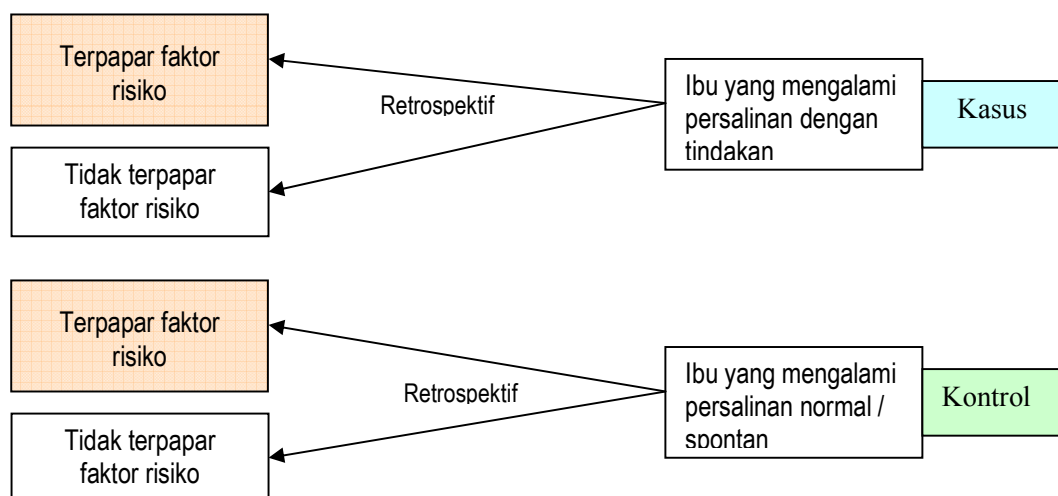 Terpapar faktor
risiko
Retrospektif
Tidak terpapar
faktor risiko
Ibu yang mengalami
persalinan dengan
tindakan
Kasus
Terpapar faktor
risiko
Retrospektif
Tidak terpapar
faktor risiko
Ibu yang mengalami
persalinan normal /
spontan
Kontrol